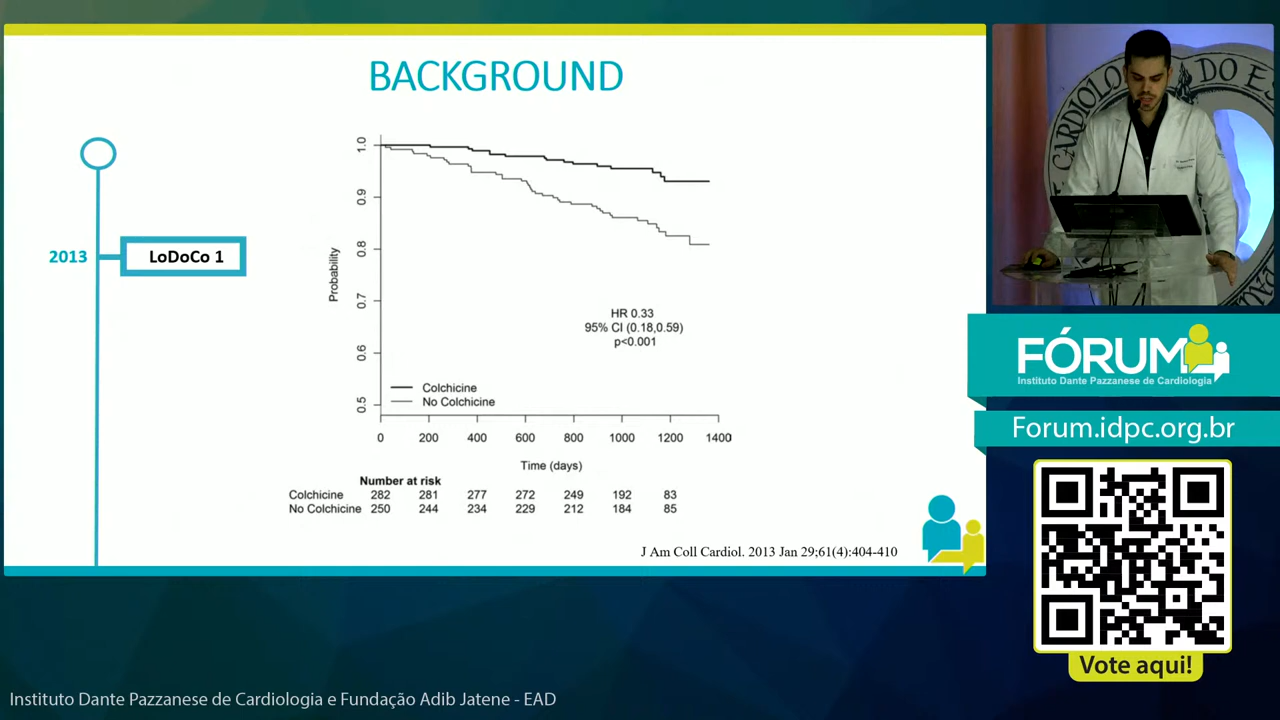 BACKGROUND
2013
LoDoCo 1
Probability
1.0
0.9
0.8
0.7
0.6
0.5
HR 0.33
95% CI (0.18,0.59)
p<0.001
Colchicine
No Colchicine
0 200 400 600 800 1000 1200 1400
Time (days)
Number at risk
Colchicine 282 281 277 272 249 192 83
No Colchicine 250 244 234 229 212 184 85
J Am Coll Cardiol. 2013 Jan 29;61(4):404-410
CARDIOLO
DO ES
FÓRUM
Instituto Dante Pazzanese de Cardiologia
Forum.idpc.org.br
Vote aqui!
Instituto Dante Pazzanese de Cardiologia e Fundação Adib Jatene - EAD